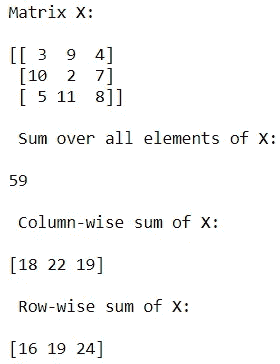 Matrix X:
[[ 3  9  4]
 [10  2  7]
 [ 5 11  8]]
Sum over all elements of X:
59
Column-wise sum of X:
[18 22 19]
Row-wise sum of X:
[16 19 24]